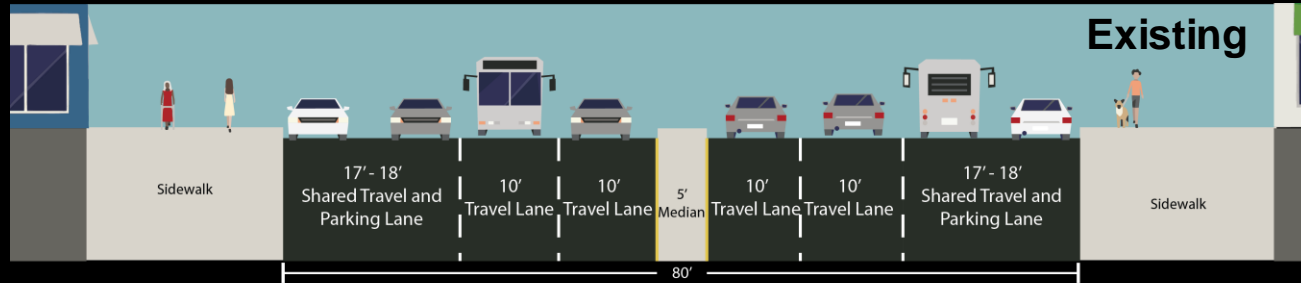 Existing
Sidewalk
17' - 18'
Shared Travel and
Parking Lane
10'
Travel Lane
10'
Travel Lane
5'
Median
10'
Travel Lane
10'
Travel Lane
17' - 18'
Shared Travel and
Parking Lane
Sidewalk
80'